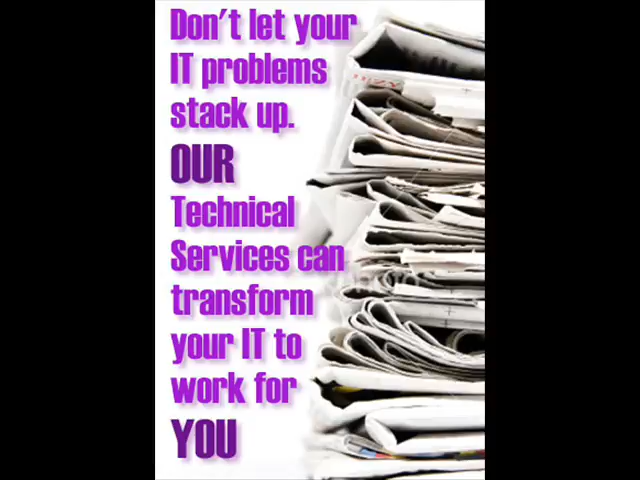 Don't let your
IT problems
stack up.
OUR
Technical
Services can
transform
your IT to
work for
YOU